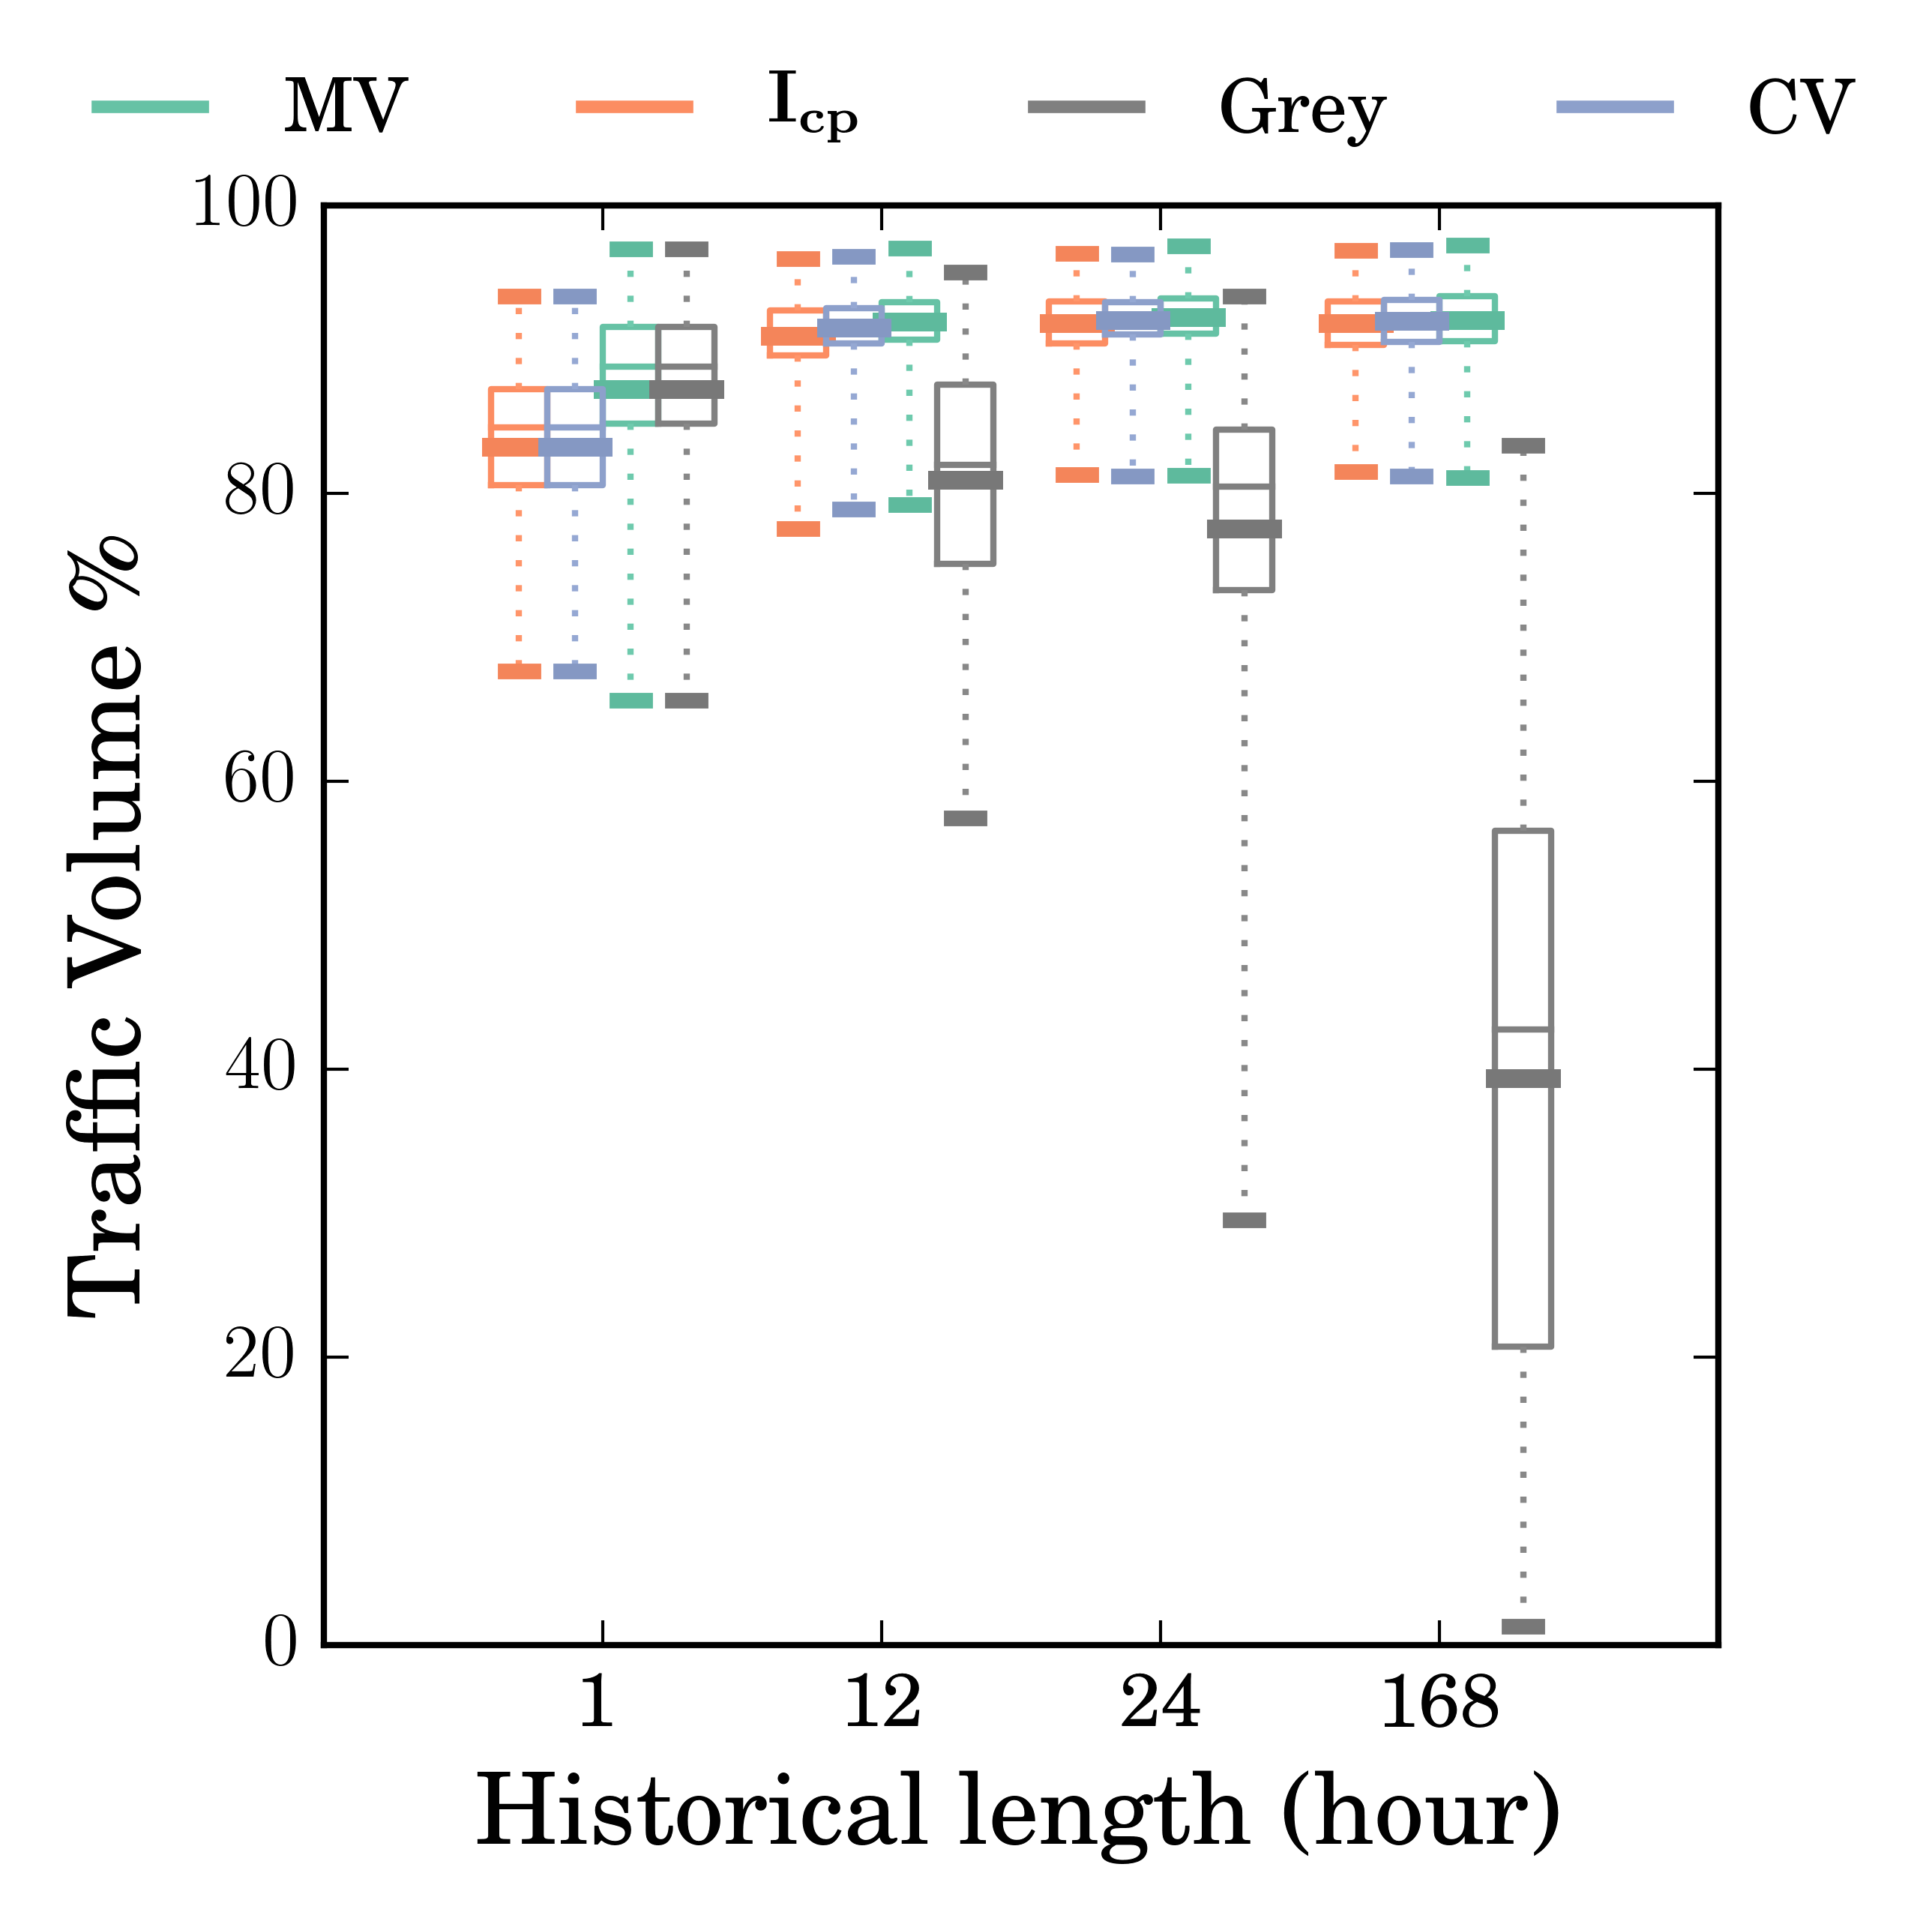 MV I_cp Grey CV
100
80
60
40
20
0
Traffic Volume %
1 12 24 168
Historical length (hour)